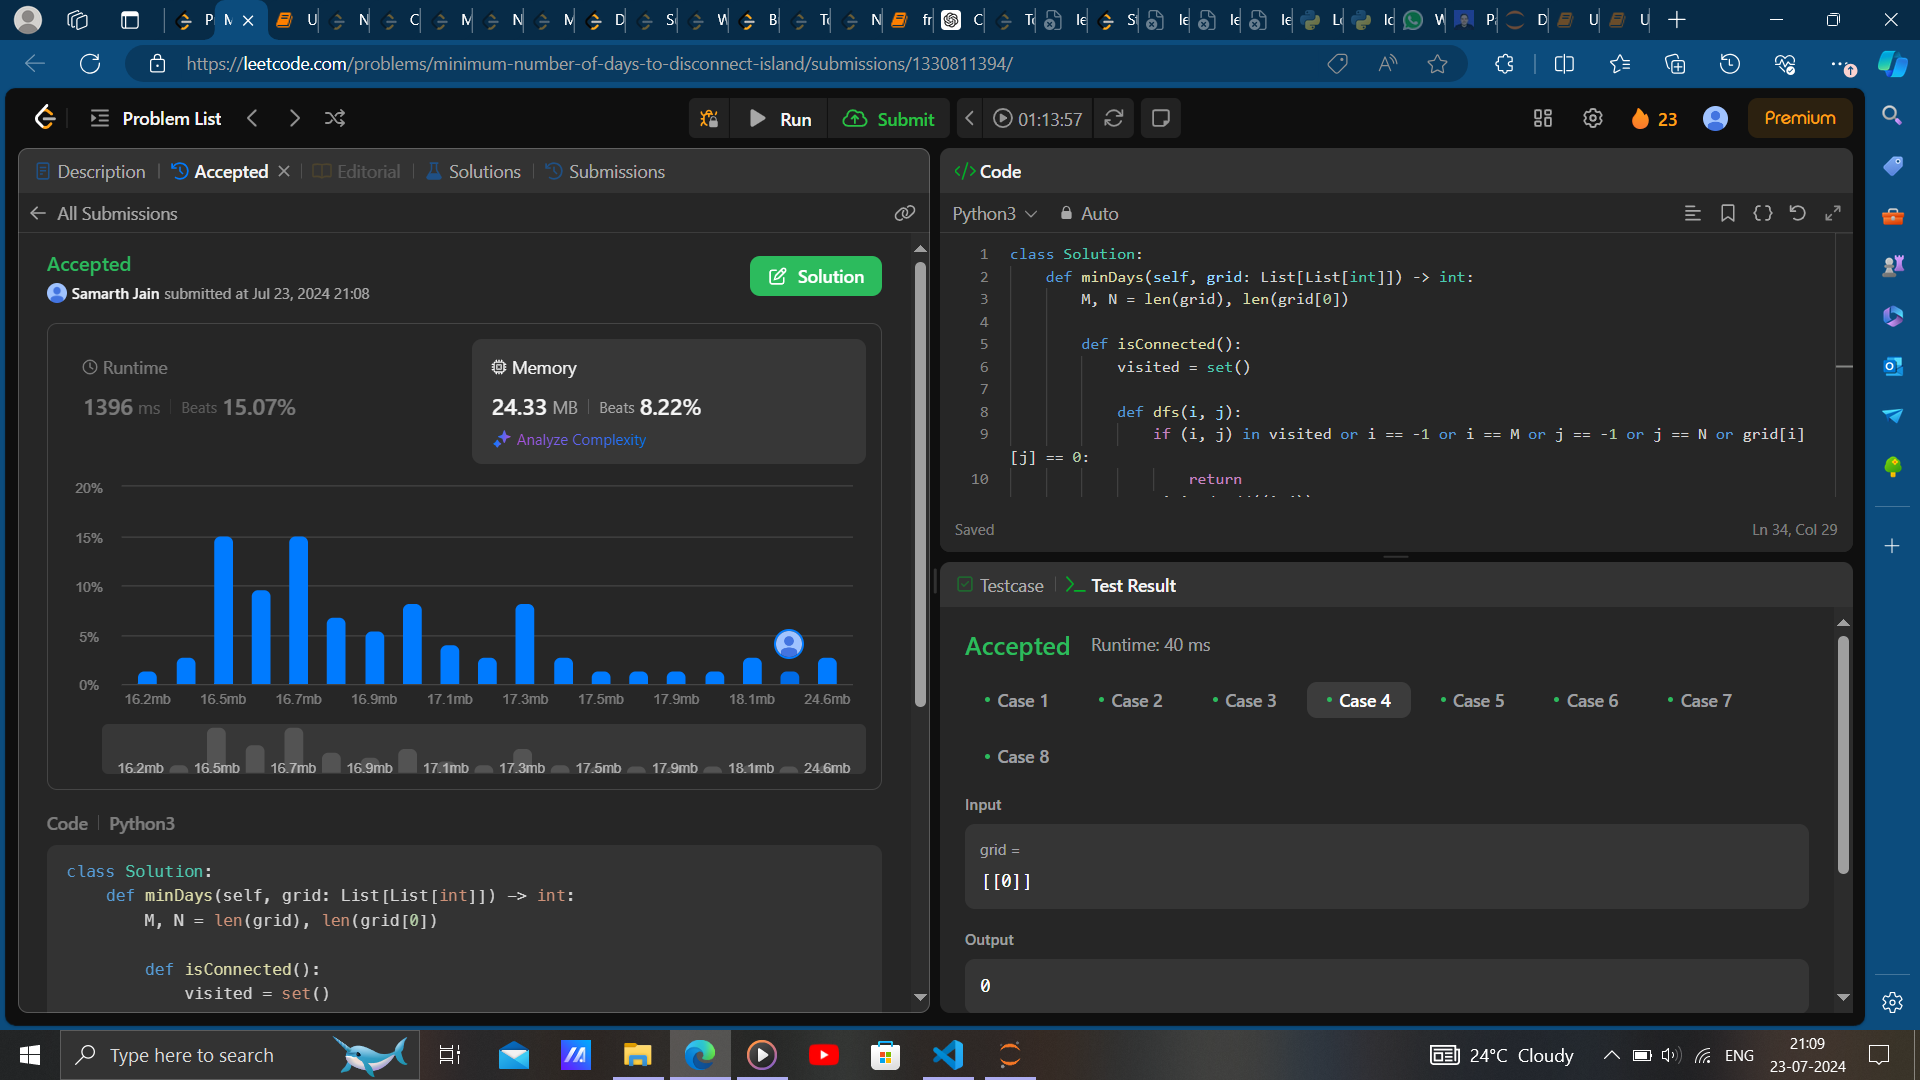 https://leetcode.com/problems/minimum-number-of-days-to-disconnect-island/submissions/1330811394/
Problem List
Run
Submit
01:13:57
23
Premium
Description
Accepted
Editorial
Solutions
Submissions
All Submissions
Accepted
Samarth Jain submitted at Jul 23, 2024 21:08
Solution
Runtime
1396 ms
Beats 15.07%
Memory
24.33 MB
Beats 8.22%
Analyze Complexity
20%
15%
10%
5%
0%
16.2mb 16.5mb 16.7mb 16.9mb 17.1mb 17.3mb 17.5mb 17.9mb 18.1mb 24.6mb
16.2mb 16.5mb 16.7mb 16.9mb 17.1mb 17.3mb 17.5mb 17.9mb 18.1mb 24.6mb
Code
Python3
class Solution:
def minDays(self, grid: List[List[int]]) -> int:
M, N = len(grid), len(grid[0])
def isConnected():
visited = set()
Code
Python3
Auto
1 class Solution:
2 def minDays(self, grid: List[List[int]]) -> int:
3 M, N = len(grid), len(grid[0])
4
5 def isConnected():
6 visited = set()
7
8 def dfs(i, j):
9 if (i, j) in visited or i == -1 or i == M or j == -1 or j == N or grid[i]
[j] == 0:
10 return
Saved
Ln 34, Col 29
Testcase
Test Result
Accepted
Runtime: 40 ms
Case 1
Case 2
Case 3
Case 4
Case 5
Case 6
Case 7
Case 8
Input
grid =
[[0]]
Output
0
Type here to search
24°C Cloudy
ENG
21:09
23-07-2024